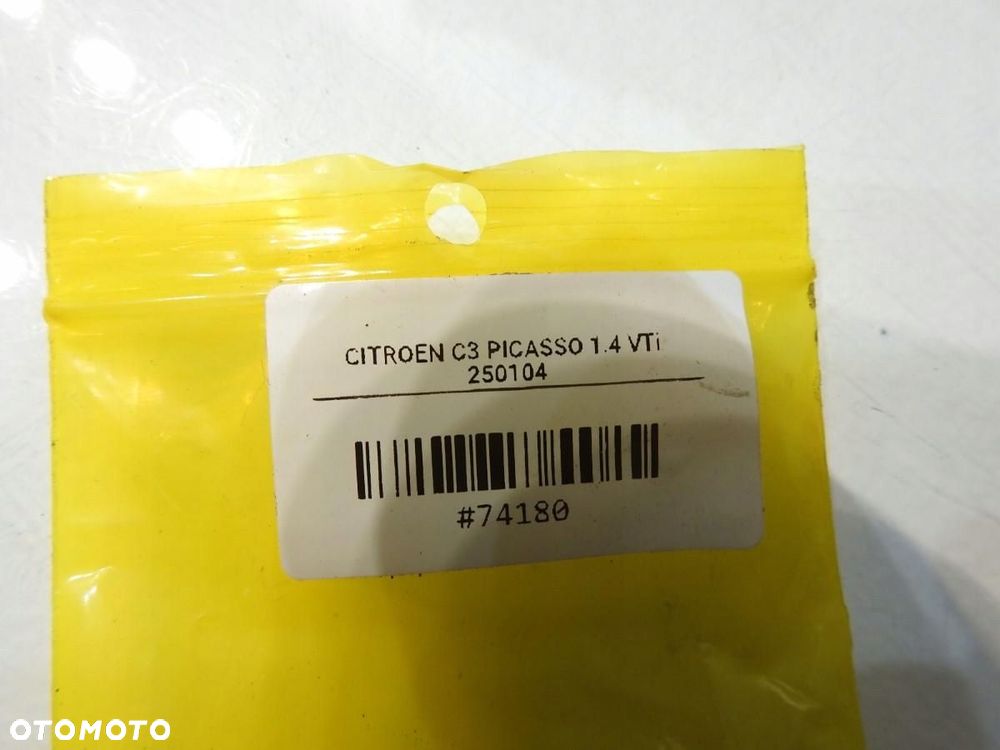 CITROEN C3 PICASSO 1.4 VTi
250104
#74180
OTOMOTO